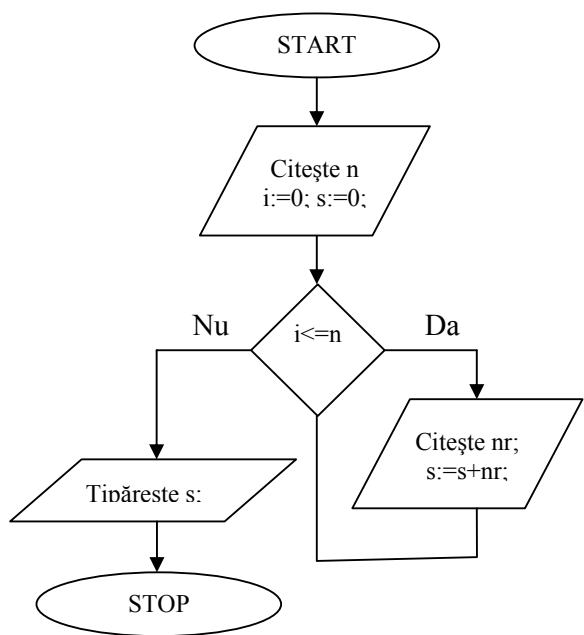 START
Citeşte n
i:=0; s:=0;
i<=n
Nu
Da
Citeşte nr;
s:=s+nr;
Tipăreste s:
STOP